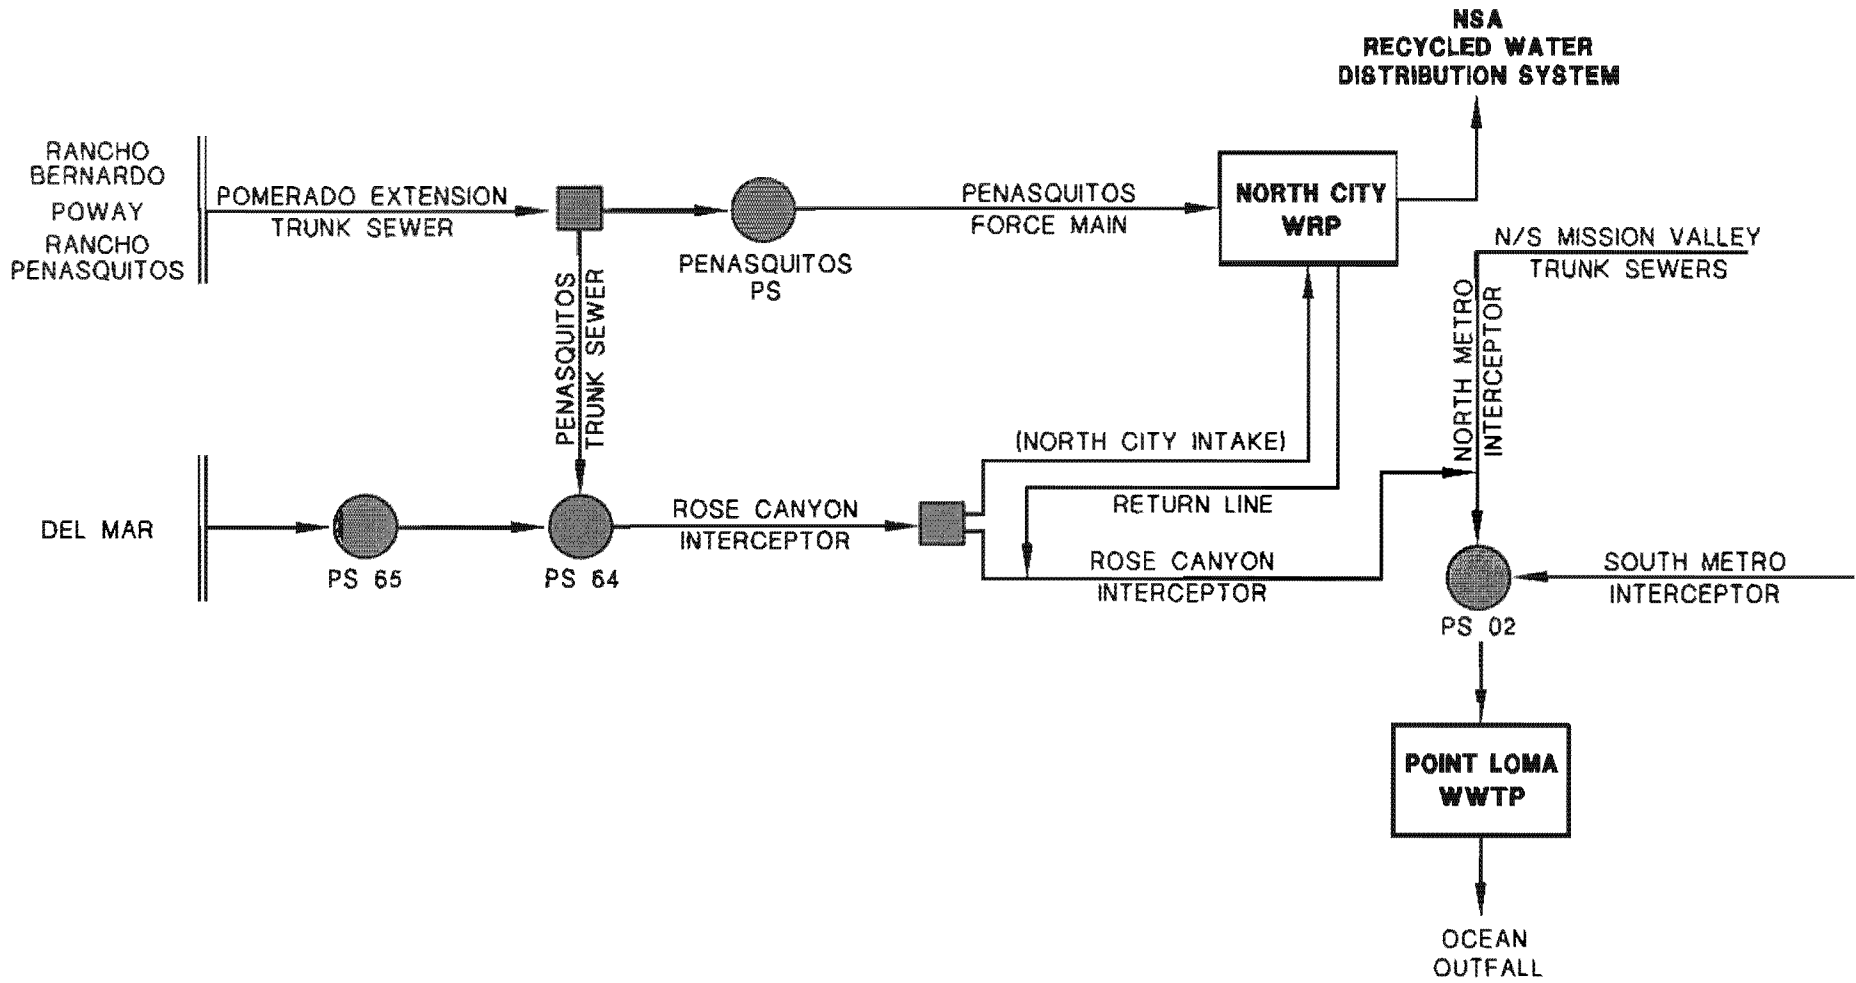 NSA
RECYCLED WATER
DISTRIBUTION SYSTEM
RANCHO
BERNARDO
POWAY
RANCHO
PENASQUITOS
POMERADO EXTENSION
TRUNK SEWER
PENASQUITOS
PS
PENASQUITOS
FORCE MAIN
NORTH CITY
WRP
N/S MISSION VALLEY
TRUNK SEWERS
PENASQUITOS
TRUNK SEWER
NORTH METRO
INTERCEPTOR
(NORTH CITY INTAKE)
RETURN LINE
DEL MAR
PS 65
PS 64
ROSE CANYON
INTERCEPTOR
ROSE CANYON
INTERCEPTOR
SOUTH METRO
INTERCEPTOR
PS 02
POINT LOMA
WWTP
OCEAN
OUTFALL